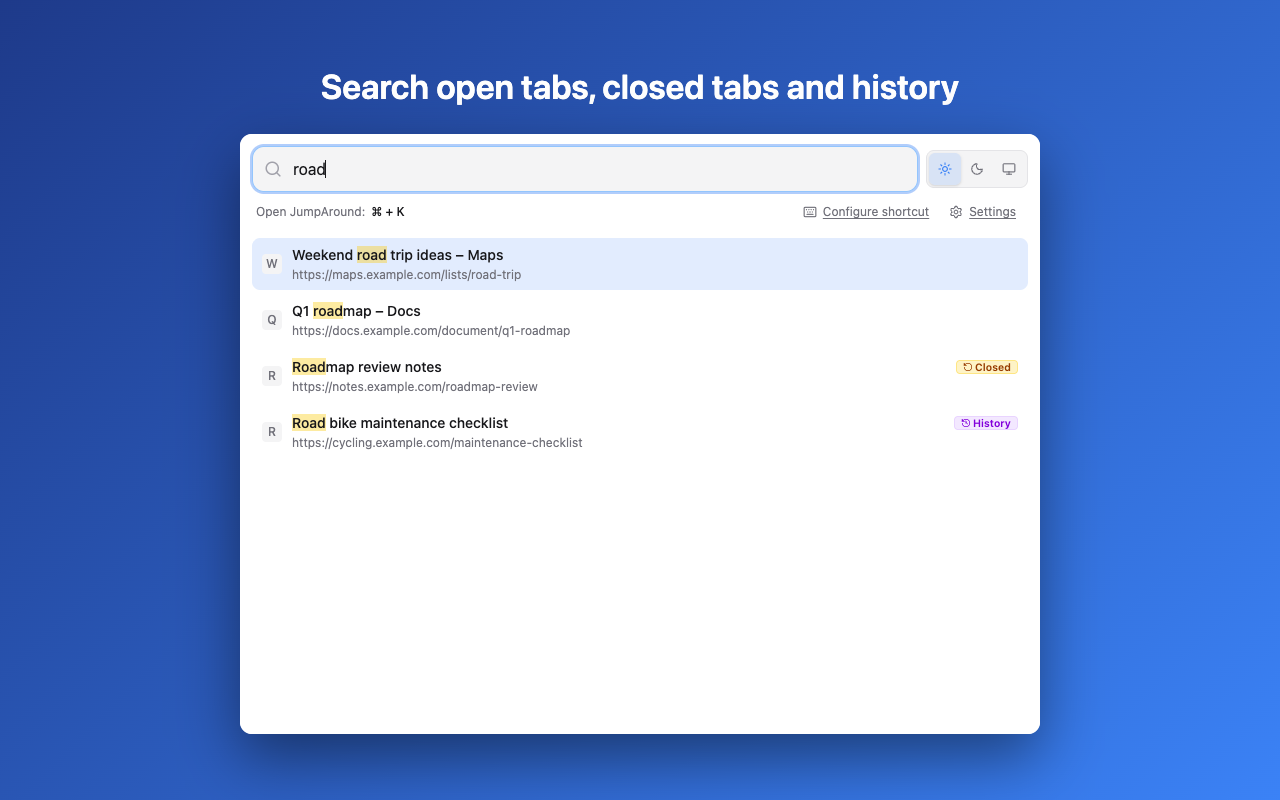 Search open tabs, closed tabs and history
road
Open JumpAround: ⌘ + K
Configure shortcut
Settings
W
Weekend road trip ideas – Maps
https://maps.example.com/lists/road-trip
Q
Q1 roadmap – Docs
https://docs.example.com/document/q1-roadmap
R
Roadmap review notes
https://notes.example.com/roadmap-review
Closed
R
Road bike maintenance checklist
https://cycling.example.com/maintenance-checklist
History